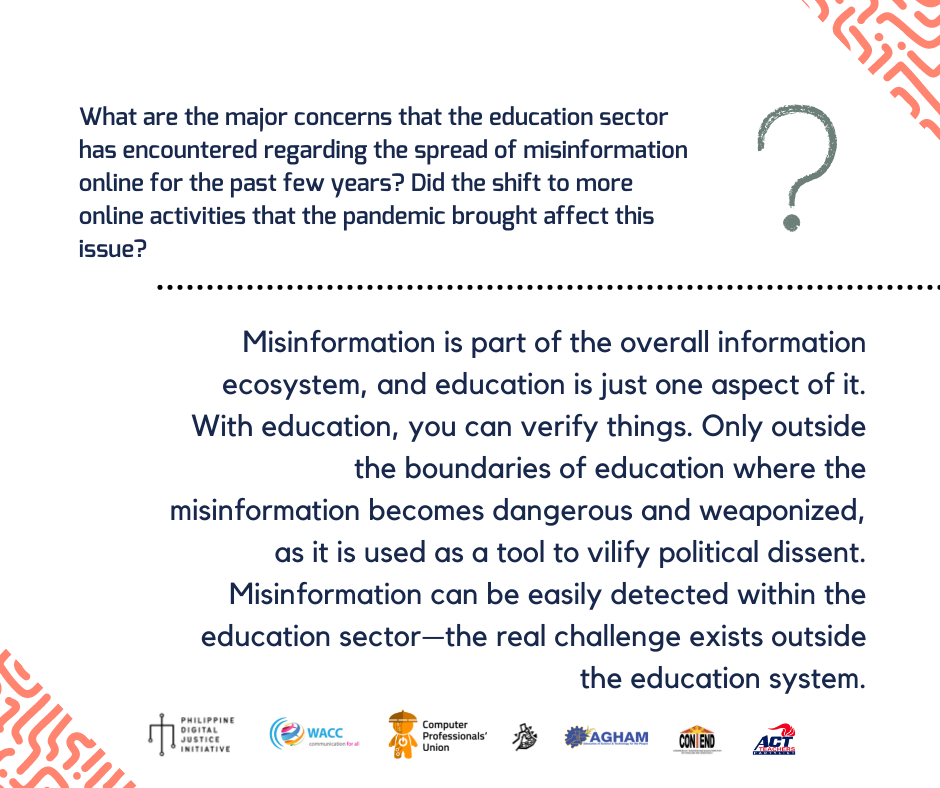 What are the major concerns that the education sector
has encountered regarding the spread of misinformation
online for the past few years? Did the shift to more
online activities that the pandemic brought affect this
issue?
?
Misinformation is part of the overall information
ecosystem, and education is just one aspect of it.
With education, you can verify things. Only outside
the boundaries of education where the
misinformation becomes dangerous and weaponized,
as it is used as a tool to vilify political dissent.
Misinformation can be easily detected within the
education sector—the real challenge exists outside
the education system.
PHILIPPINE
DIGITAL
JUSTICE
INITIATIVE
WACC
communication for all
Computer
Professionals'
Union
AGHAM
CONTEND
ACT
TEACHERS